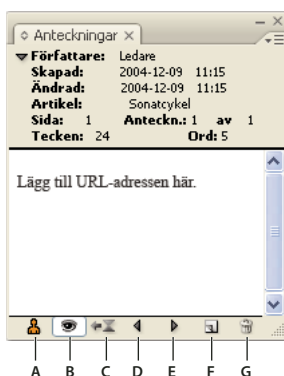 Anteckningar
Författare: Ledare
Skapad: 2004-12-09 11:15
Ändrad: 2004-12-09 11:15
Artikel: Sonatcykel
Sida: 1 Anteckn.: 1 av 1
Tecken: 24 Ord: 5
Lägg till URL-adressen här.
A B C D E F G